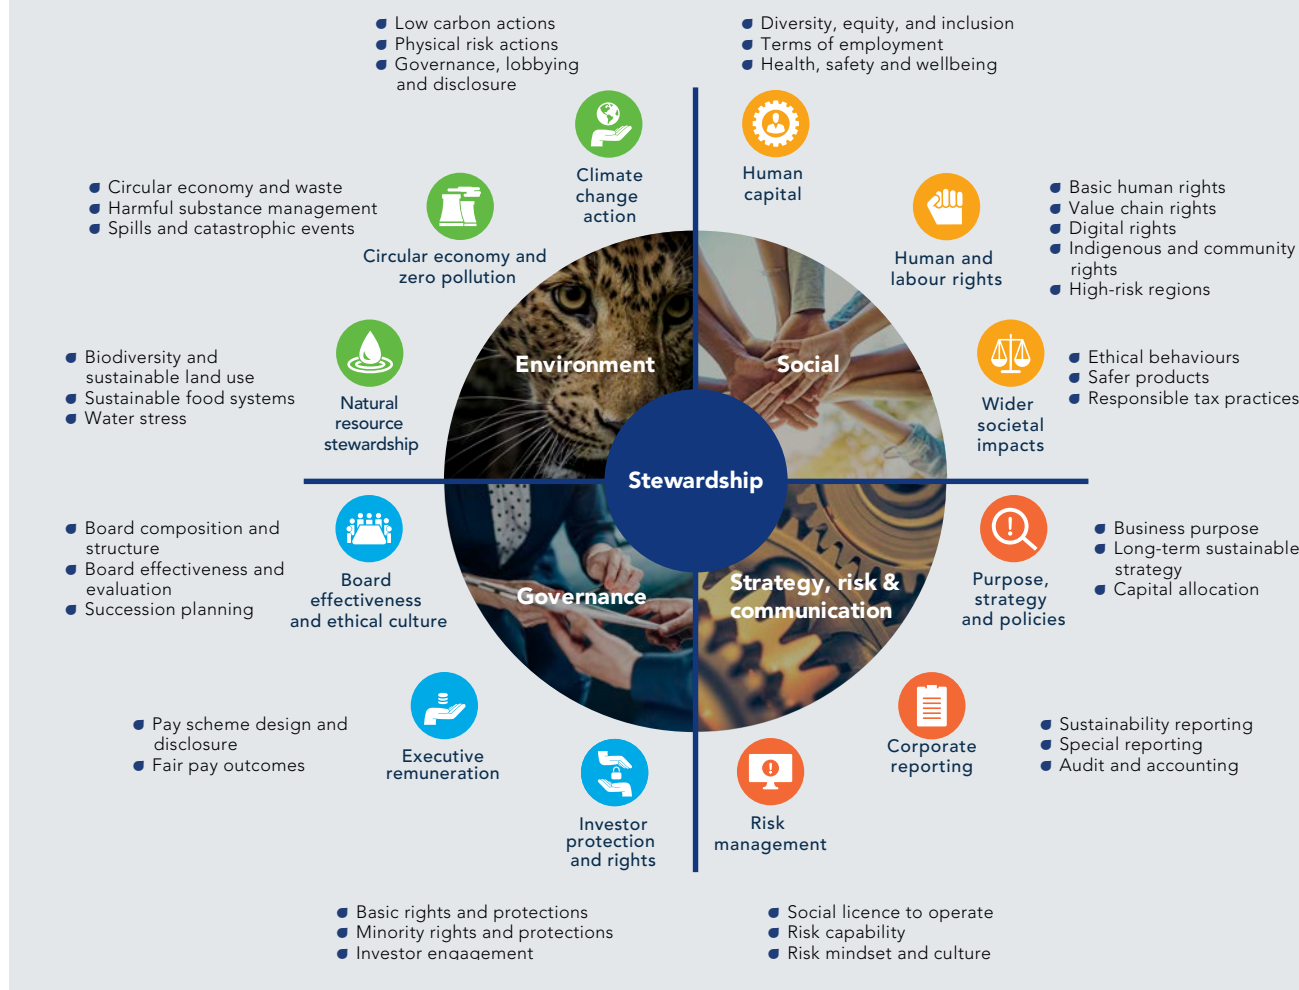 Low carbon actions
Physical risk actions
Governance, lobbying
and disclosure
Climate
change
action
Circular economy and waste
Harmful substance management
Spills and catastrophic events
Circular economy and
zero pollution
Biodiversity and
sustainable land use
Sustainable food systems
Water stress
Natural
resource
stewardship
Environment
Diversity, equity, and inclusion
Terms of employment
Health, safety and wellbeing
Human
capital
Basic human rights
Value chain rights
Digital rights
Indigenous and community
rights
High-risk regions
Human and
labour rights
Ethical behaviours
Safer products
Responsible tax practices
Wider
societal
impacts
Social
Stewardship
Board composition and
structure
Board effectiveness and
evaluation
Succession planning
Board
effectiveness
and ethical culture
Governance
Pay scheme design and
disclosure
Fair pay outcomes
Executive
remuneration
Investor
protection
and rights
Basic rights and protections
Minority rights and protections
Investor engagement
Strategy, risk &
communication
Purpose,
strategy
and policies
Business purpose
Long-term sustainable
strategy
Capital allocation
Corporate
reporting
Sustainability reporting
Special reporting
Audit and accounting
Risk
management
Social licence to operate
Risk capability
Risk mindset and culture